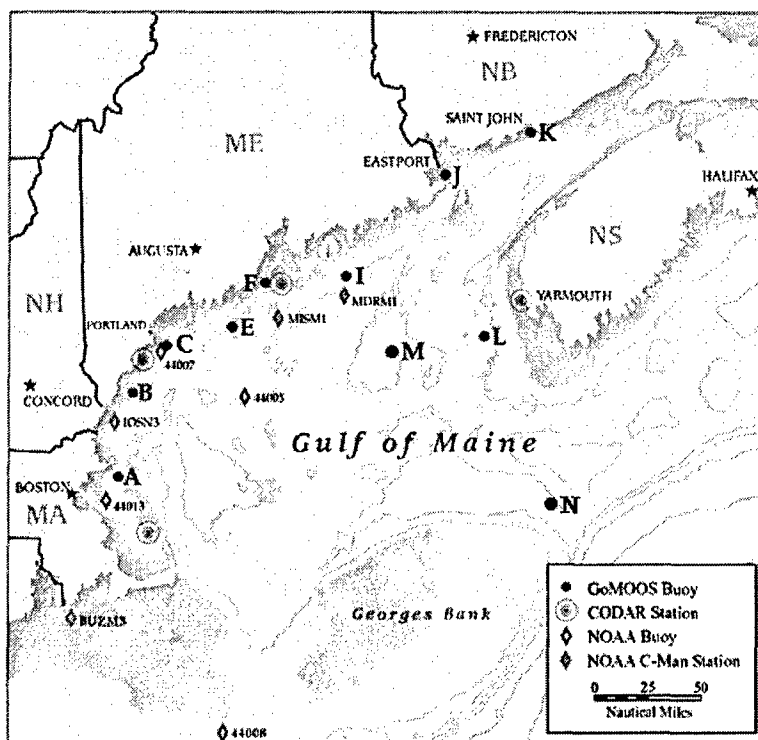 FREDERICTON
NB
SAINT JOHN
K
ME
EASTPORT
J
HALIFAX
NS
AUGUSTA
I
F
MDRM1
YARMOUTH
NH
E
MISM1
PORTLAND
C
L
M
44007
B
CONCORD
44005
IOSN3
Gulf of Maine
A
BOSTON
N
44013
MA
GoMOOS Buoy
CODAR Station
Georges Bank
BUZM3
NOAA Buoy
NOAA C-Man Station
0 25 50
Nautical Miles
44008